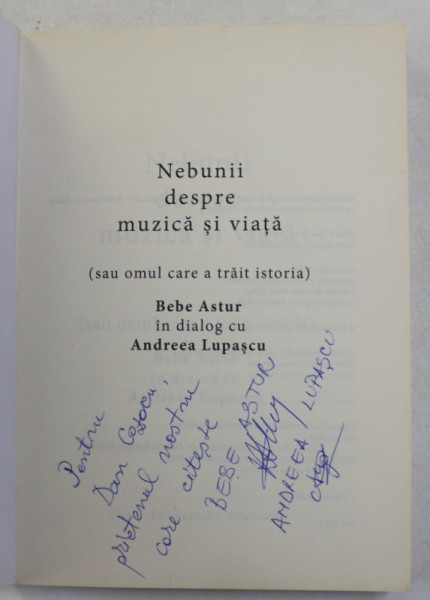 Nebunii
despre
muzică și viață
(sau omul care a trăit istoria)
Bebe Astur
în dialog cu
Andreea Lupașcu
Pentru
Dan
prietenul nostru
care citește
BEBE ASTUR
ANDREEA LUPAȘCU